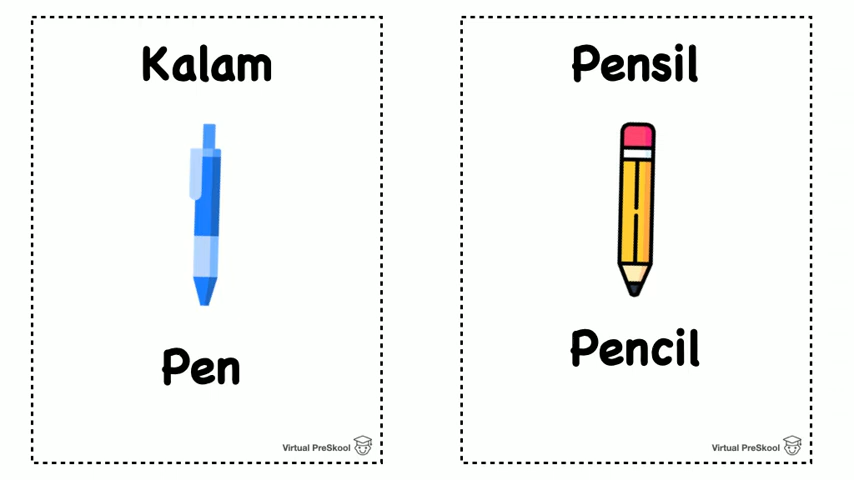 Kalam
Pen
Virtual PreSkool
Pensil
Pencil
Virtual PreSkool